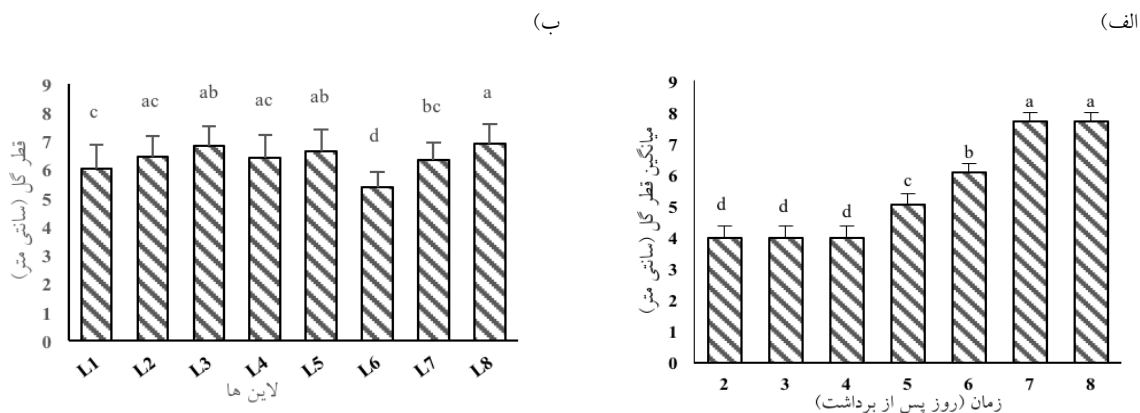 الف)
میانگین قطر گل (سانتی متر)
9
8
7
6
5
4
3
2
1
0
d d d c b a a
2 3 4 5 6 7 8
زمان (روز پس از برداشت)
ب)
قطر گل (سانتی متر)
9
8
7
6
5
4
3
2
1
0
c ac ab ac ab d bc a
L1 L2 L3 L4 L5 L6 L7 L8
لاین ها